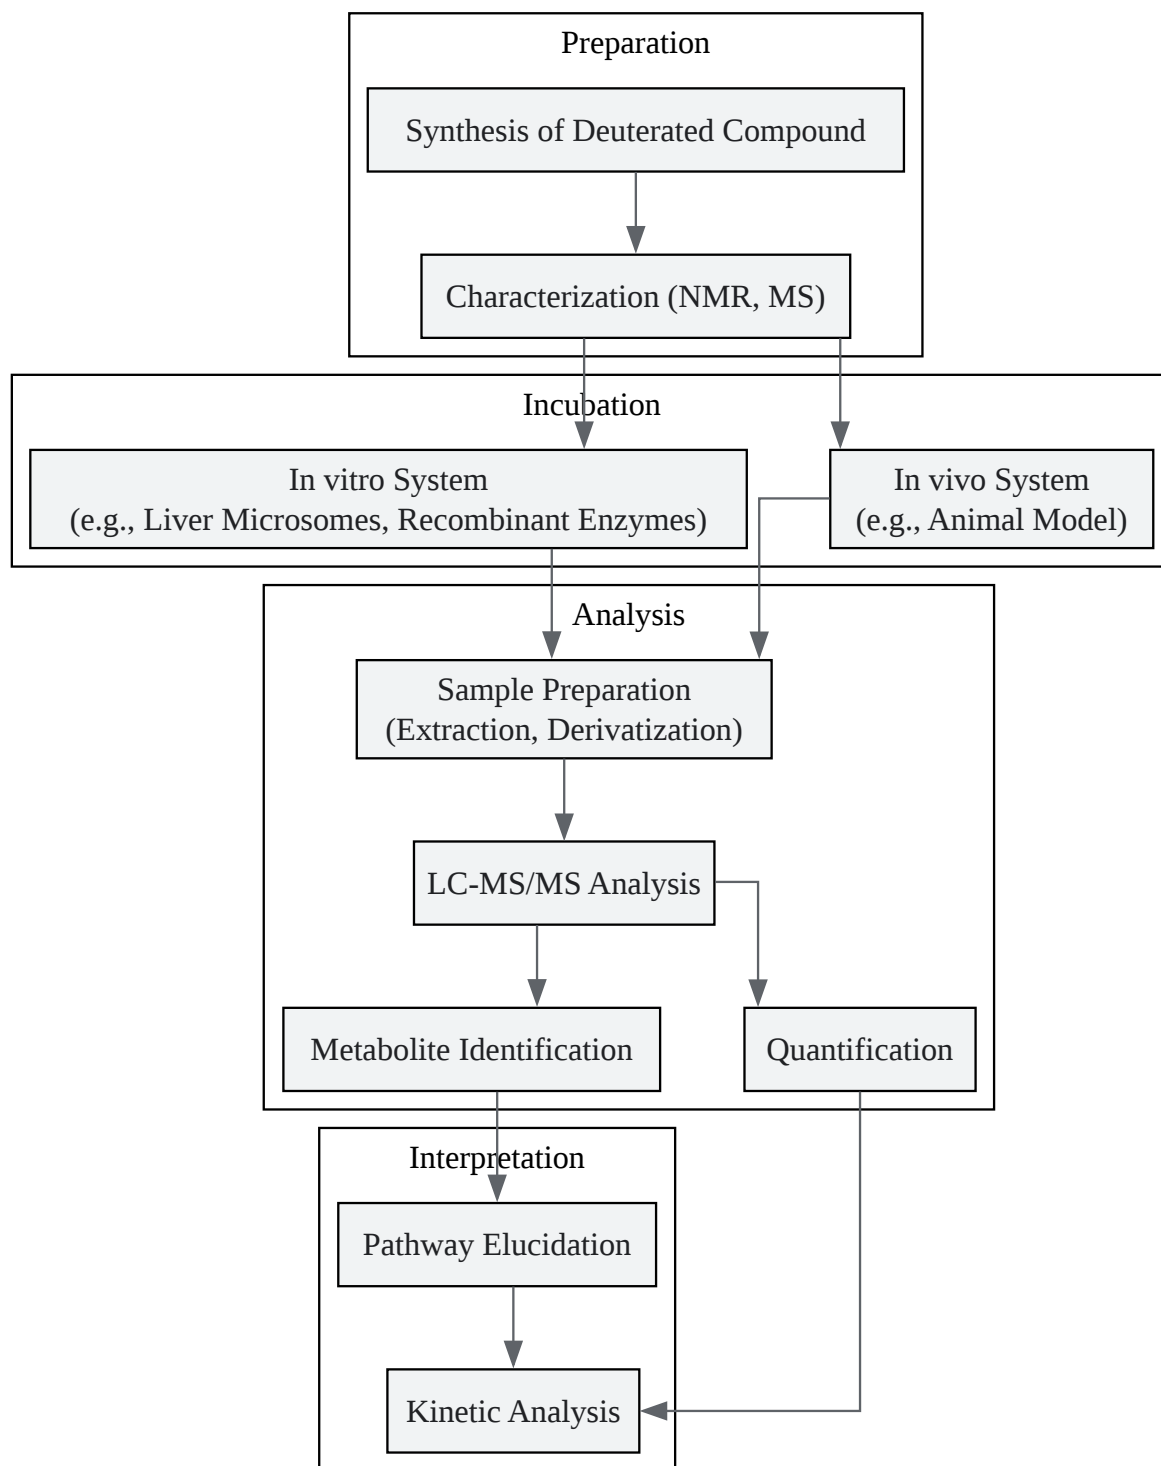 Preparation
Synthesis of Deuterated Compound
Characterization (NMR, MS)
Incubation
In vitro System
(e.g., Liver Microsomes, Recombinant Enzymes)
In vivo System
(e.g., Animal Model)
Analysis
Sample Preparation
(Extraction, Derivatization)
LC-MS/MS Analysis
Metabolite Identification
Quantification
Interpretation
Pathway Elucidation
Kinetic Analysis